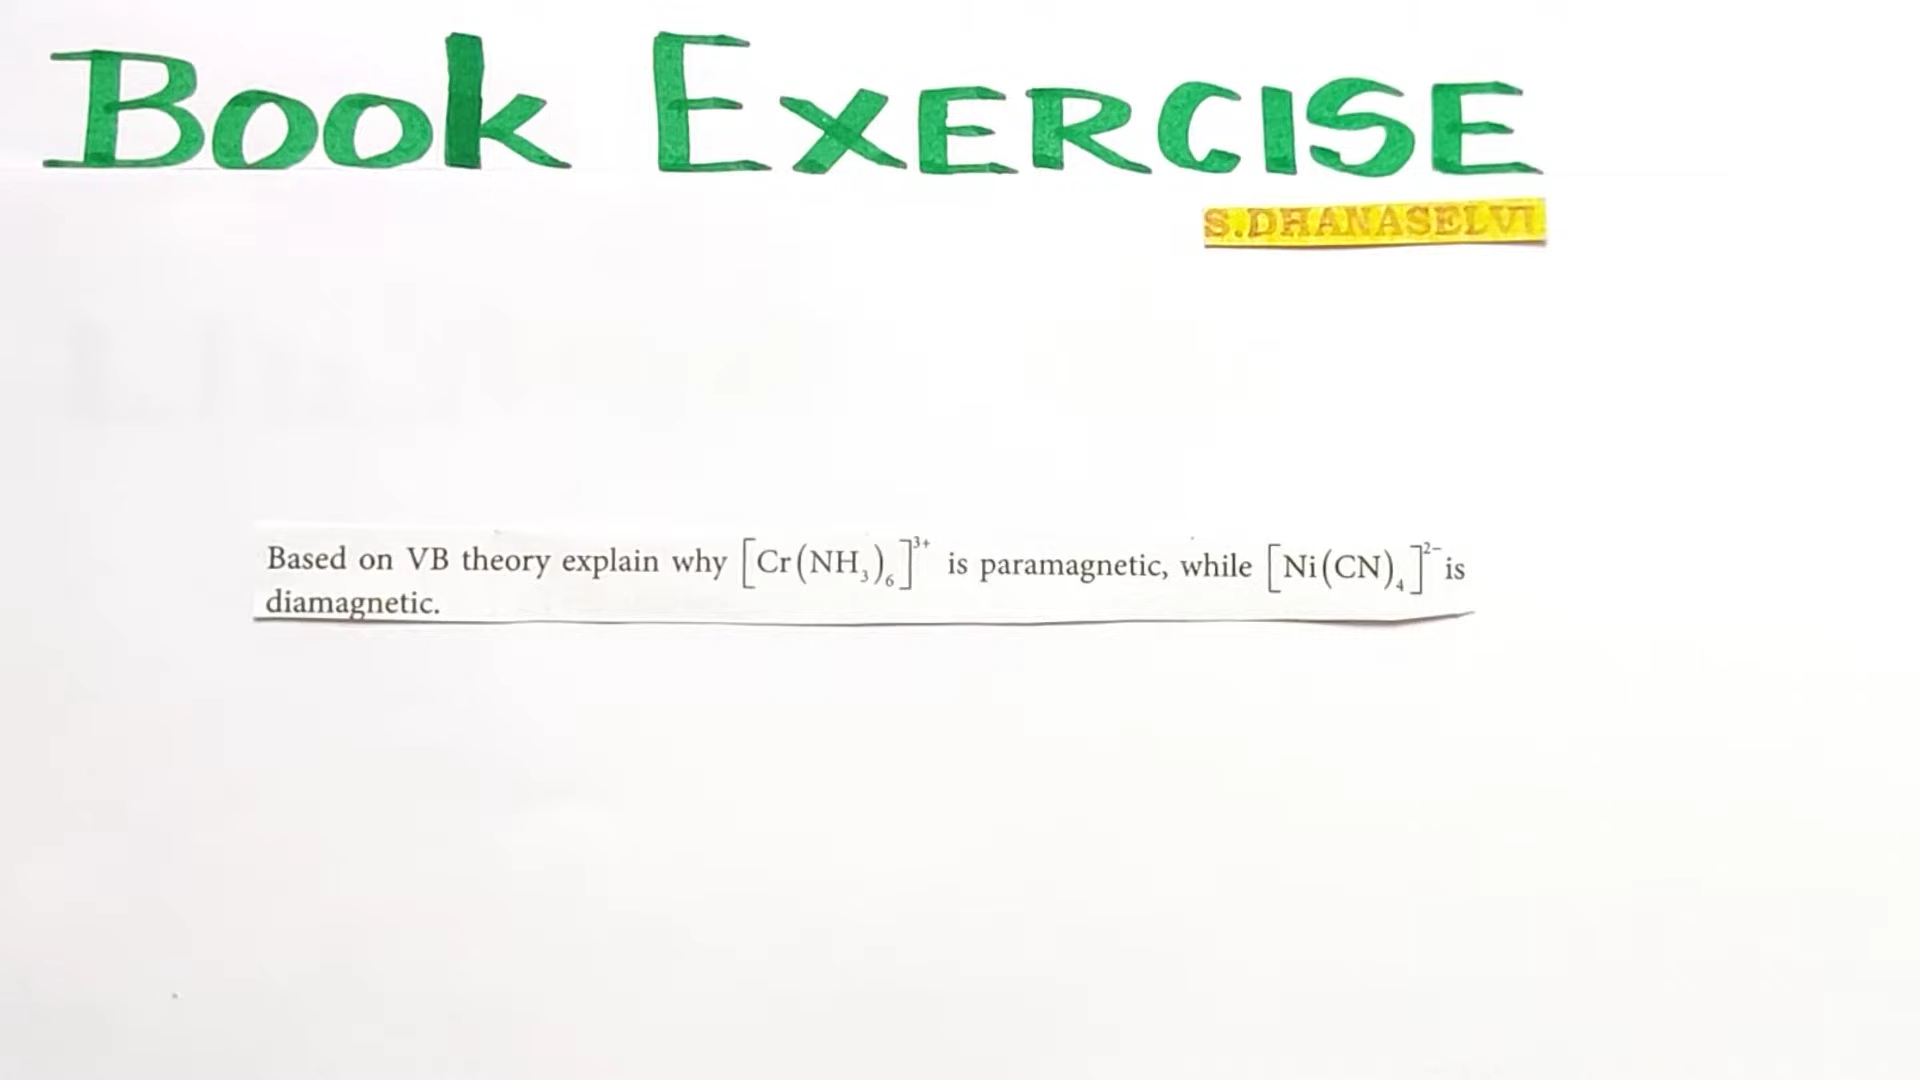 BOOK EXERCISE
S.DHANASELVI
Based on VB theory explain why [Cr(NH₃)₆]³⁺ is paramagnetic, while [Ni(CN)₄]²⁻ is
diamagnetic.